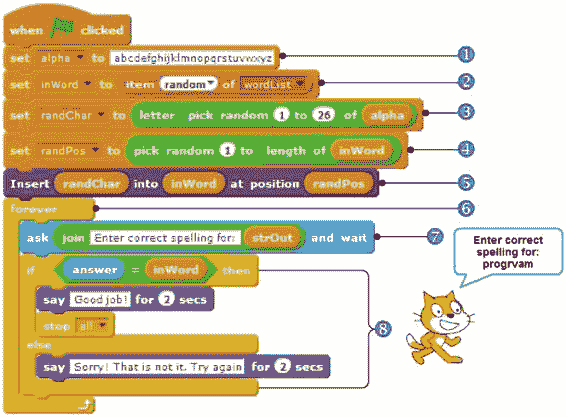 when clicked
set alpha to abcdefghijklmnopqrstuvwxyz 1
set inWord to item random of wordList 2
set randChar to letter pick random 1 to 26 of alpha 3
set randPos to pick random 1 to length of inWord 4
Insert randChar into inWord at position randPos 5
forever 6
ask join Enter correct spelling for: strOut and wait 7
if answer = inWord then
say Good job! for 2 secs
stop all
else
say Sorry! That is not it. Try again for 2 secs
8
Enter correct
spelling for:
progrvam